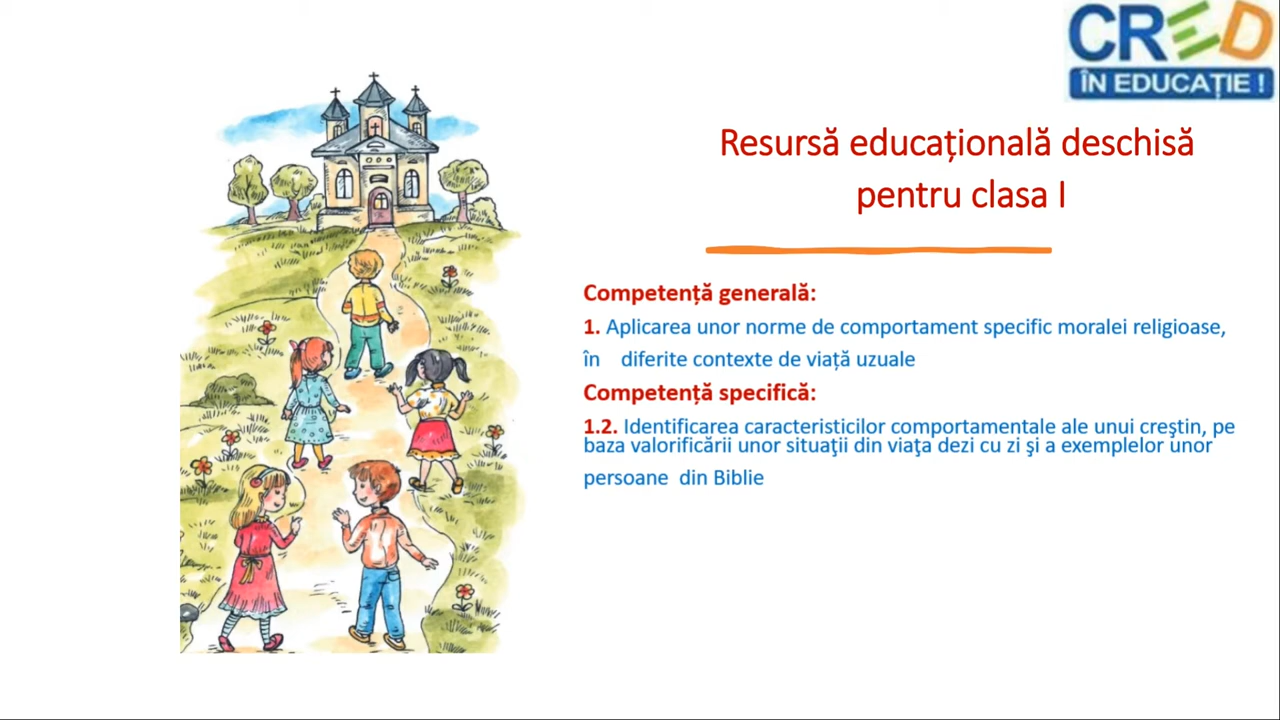 CRED
ÎN EDUCAȚIE !
Resursă educațională deschisă
pentru clasa I
Competență generală:
1. Aplicarea unor norme de comportament specific moralei religioase,
în diferite contexte de viață uzuale
Competență specifică:
1.2. Identificarea caracteristicilor comportamentale ale unui creştin, pe
baza valorificării unor situaţii din viaţa dezi cu zi şi a exemplelor unor
persoane din Biblie